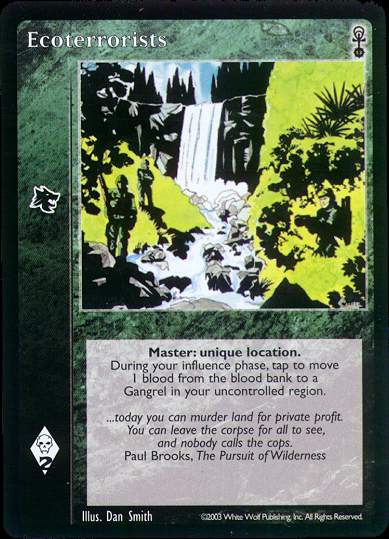 Ecoterrorists
2
Master: unique location.
During your influence phase, tap to move
1 blood from the blood bank to a
Gangrel in your uncontrolled region.
...today you can murder land for private profit.
You can leave the corpse for all to see,
and nobody calls the cops.
Paul Brooks, The Pursuit of Wilderness
Illus. Dan Smith
©2003 White Wolf Publishing, Inc. All Rights Reserved.